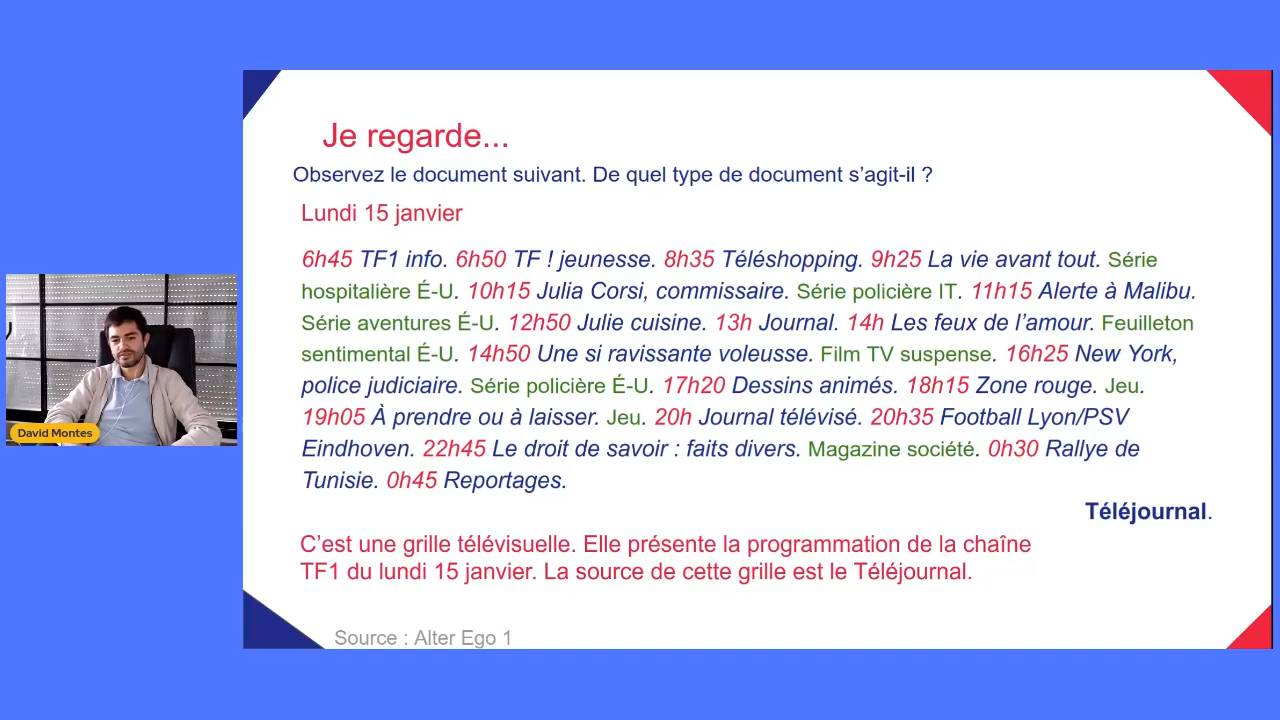 Je regarde...
Observez le document suivant. De quel type de document s’agit-il ?
Lundi 15 janvier
6h45 TF1 info. 6h50 TF ! jeunesse. 8h35 Téléshopping. 9h25 La vie avant tout. Série
hospitalière É-U. 10h15 Julia Corsi, commissaire. Série policière IT. 11h15 Alerte à Malibu.
Série aventures É-U. 12h50 Julie cuisine. 13h Journal. 14h Les feux de l’amour. Feuilleton
sentimental É-U. 14h50 Une si ravissante voleusse. Film TV suspense. 16h25 New York,
police judiciaire. Série policière É-U. 17h20 Dessins animés. 18h15 Zone rouge. Jeu.
19h05 À prendre ou à laisser. Jeu. 20h Journal télévisé. 20h35 Football Lyon/PSV
Eindhoven. 22h45 Le droit de savoir : faits divers. Magazine société. 0h30 Rallye de
Tunisie. 0h45 Reportages.
Téléjournal.
C’est une grille télévisuelle. Elle présente la programmation de la chaîne
TF1 du lundi 15 janvier. La source de cette grille est le Téléjournal.
Source : Alter Ego 1
David Montes